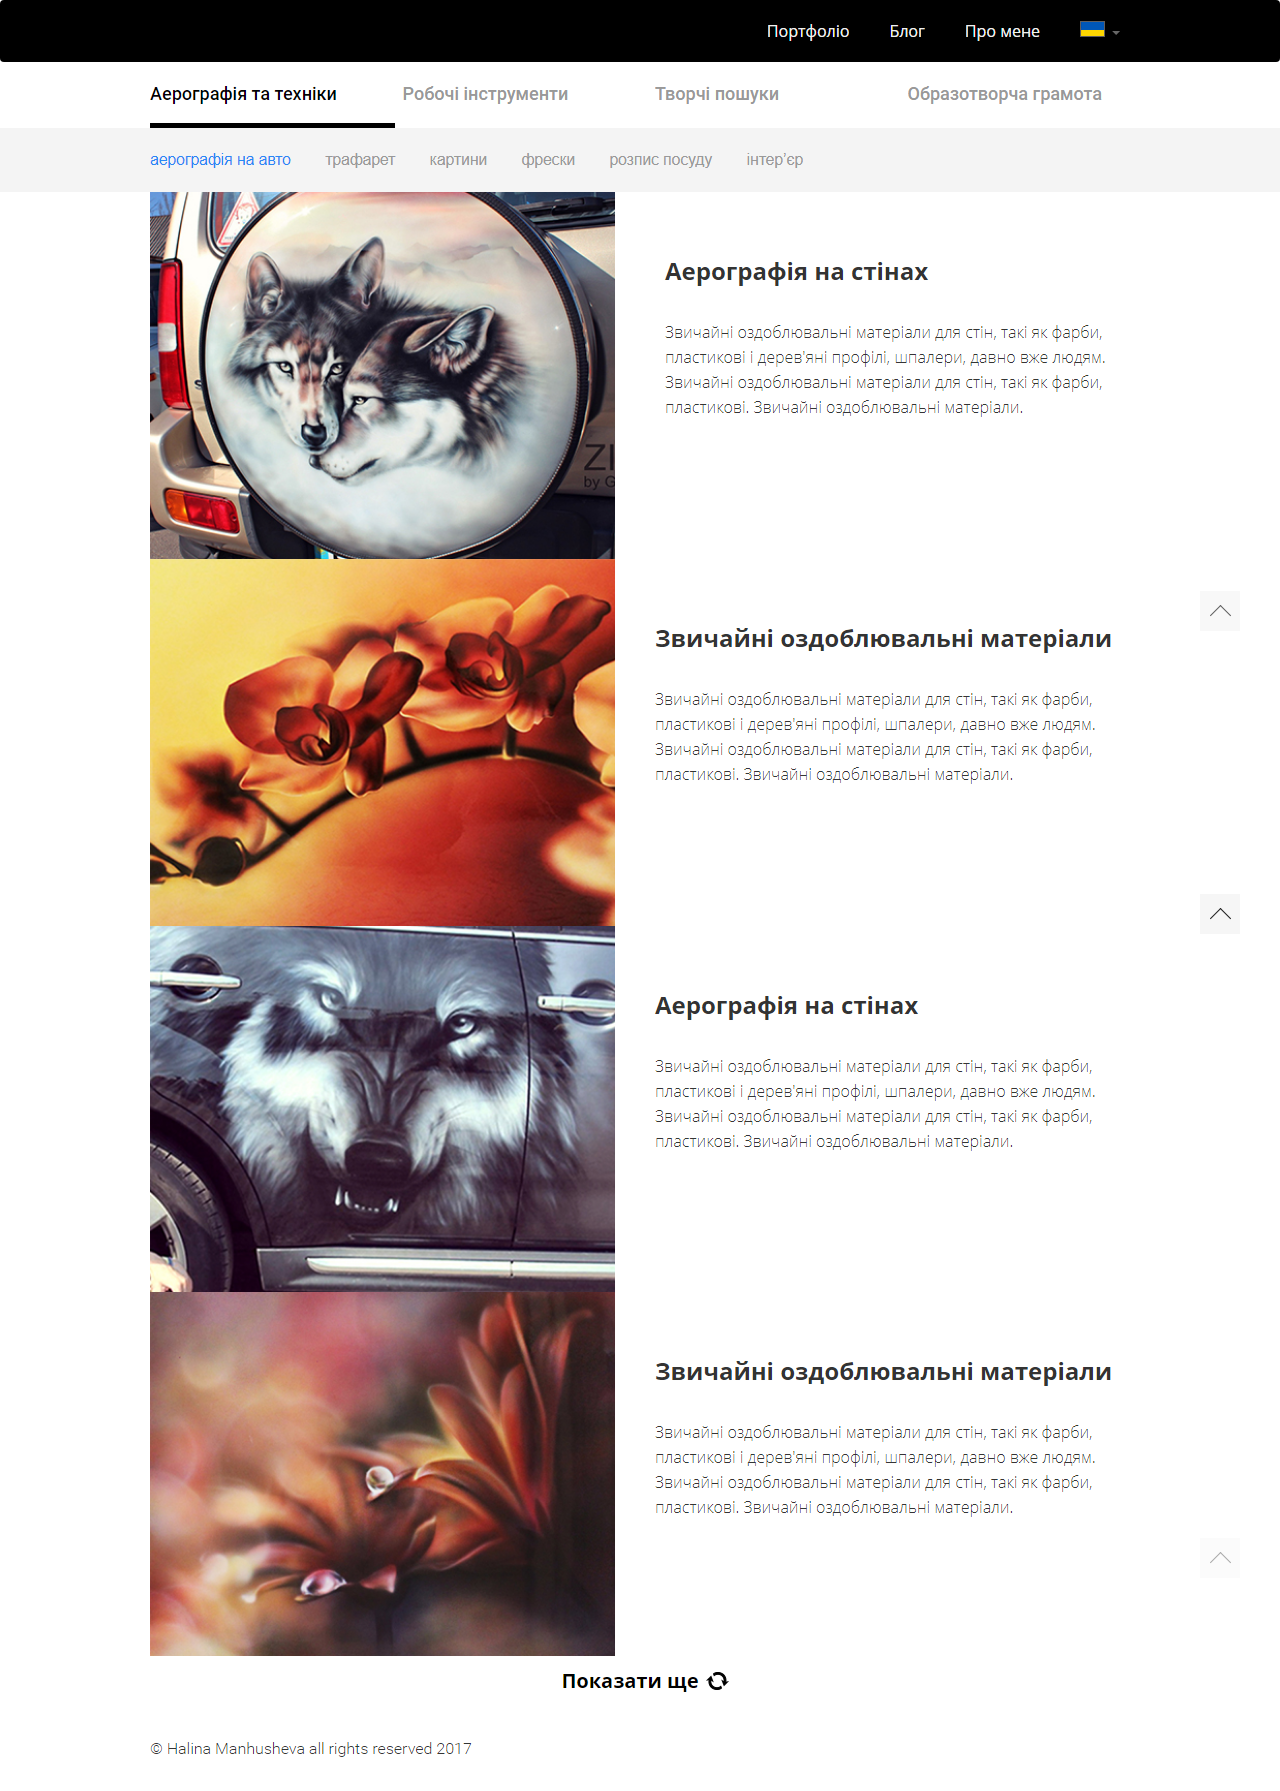 Портфоліо Блог Про мене
Аерографія та техніки Робочі інструменти Творчі пошуки Образотворча грамота
аерографія на авто трафарет картини фрески розпис посуду інтер'єр
Аерографія на стінах
Звичайні оздоблювальні матеріали для стін, такі як фарби,
пластикові і дерев'яні профілі, шпалери, давно вже людям.
Звичайні оздоблювальні матеріали для стін, такі як фарби,
пластикові. Звичайні оздоблювальні матеріали.
ZI
by G
Звичайні оздоблювальні матеріали
Звичайні оздоблювальні матеріали для стін, такі як фарби,
пластикові і дерев'яні профілі, шпалери, давно вже людям.
Звичайні оздоблювальні матеріали для стін, такі як фарби,
пластикові. Звичайні оздоблювальні матеріали.
Аерографія на стінах
Звичайні оздоблювальні матеріали для стін, такі як фарби,
пластикові і дерев'яні профілі, шпалери, давно вже людям.
Звичайні оздоблювальні матеріали для стін, такі як фарби,
пластикові. Звичайні оздоблювальні матеріали.
Звичайні оздоблювальні матеріали
Звичайні оздоблювальні матеріали для стін, такі як фарби,
пластикові і дерев'яні профілі, шпалери, давно вже людям.
Звичайні оздоблювальні матеріали для стін, такі як фарби,
пластикові. Звичайні оздоблювальні матеріали.
Показати ще
© Halina Manhusheva all rights reserved 2017